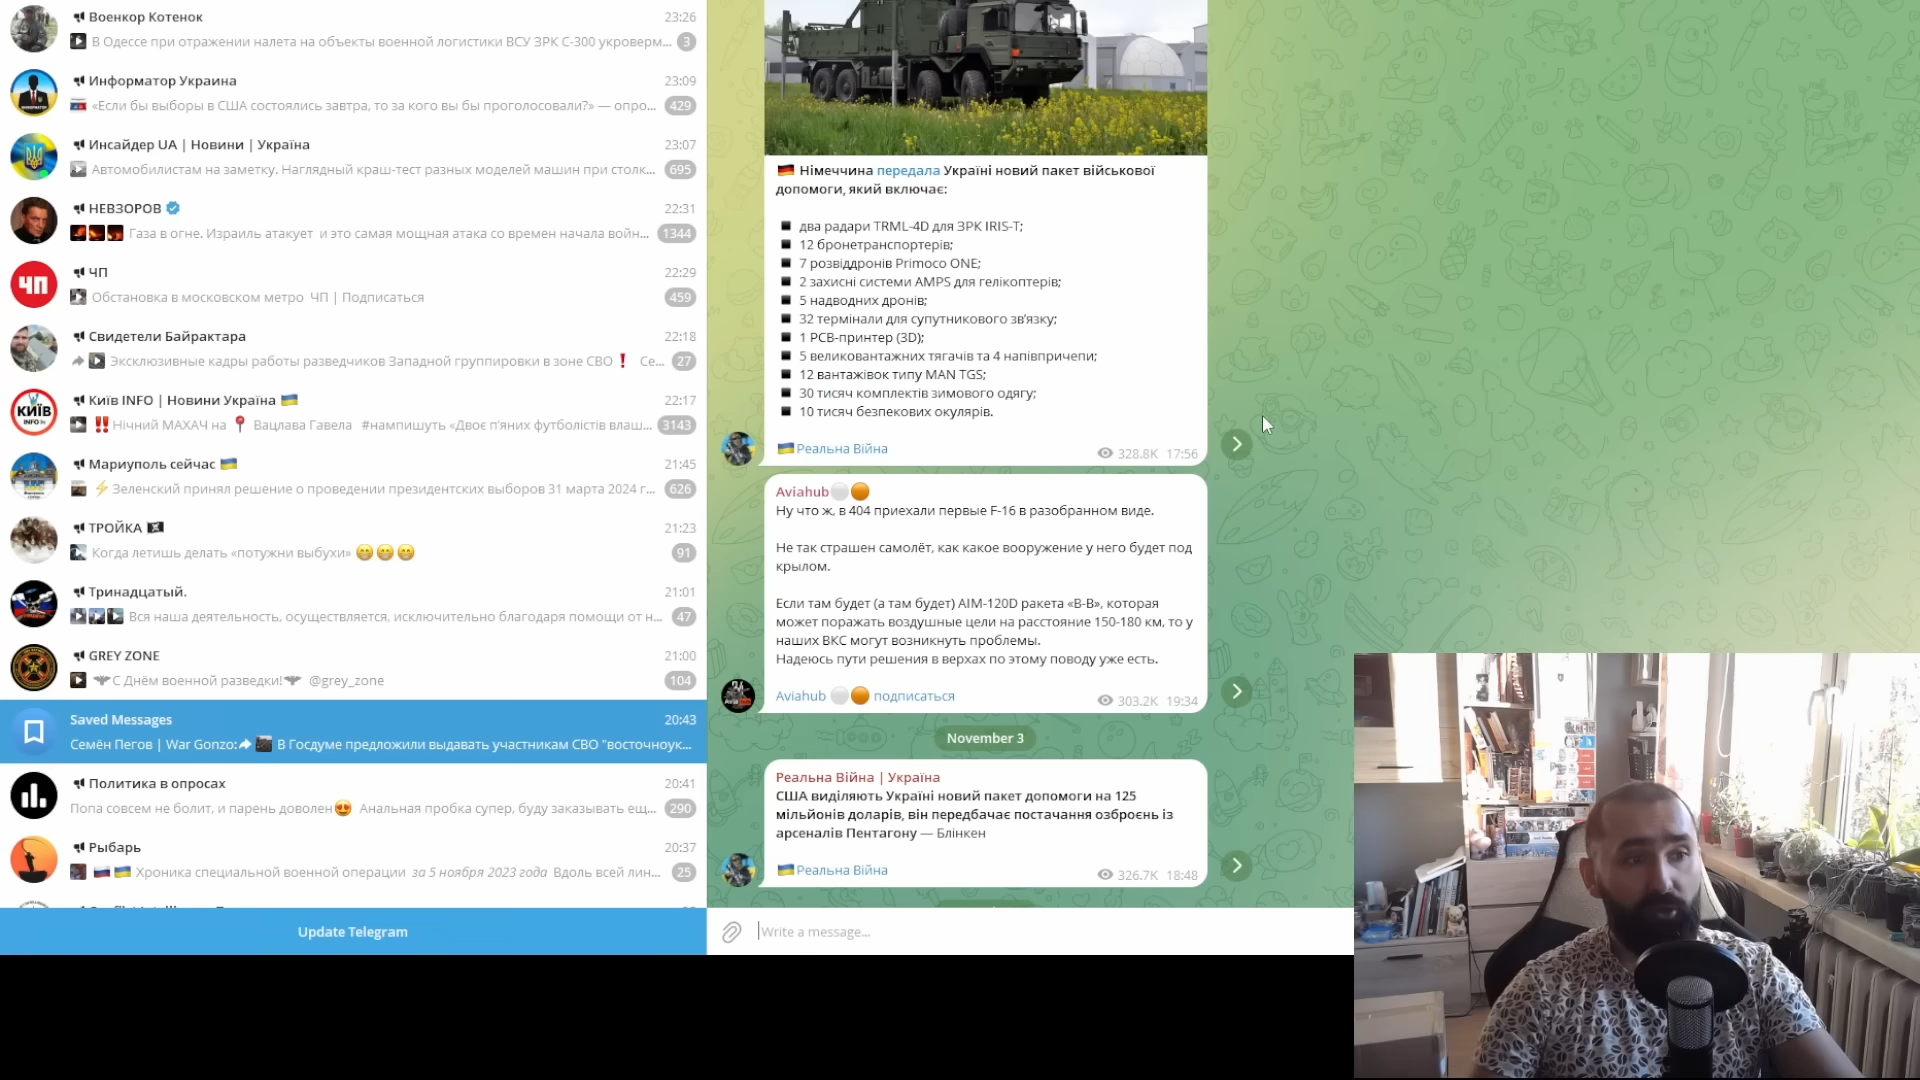 Военкор Котенок 23:26
В Одессе при отражении налета на объекты военной логистики ВСУ ЗРК С-300 укроверм... 3
Информатор Украина 23:09
«Если бы выборы в США состоялись завтра, то за кого вы бы проголосовали?» — опро... 429
Инсайдер UA | Новини | Україна 23:07
Автомобилистам на заметку. Наглядный краш-тест разных моделей машин при столк... 695
НЕВЗОРОВ 22:31
Газа в огне. Израиль атакует и это самая мощная атака со времен начала войн... 1344
ЧП 22:29
Обстановка в московском метро ЧП | Подписаться 459
Свидетели Байрактара 22:18
Эксклюзивные кадры работы разведчиков Западной группировки в зоне СВО❗ Се... 27
Київ INFO | Новини Україна 🇺🇦 22:17
‼️Нічний МАХАЧ на 📍 Вацлава Гавела #нампишуть «Двоє п'яних футболістів влаш... 3143
Мариуполь сейчас 🇺🇦 21:45
⚡Зеленский принял решение о проведении президентских выборов 31 марта 2024 г... 626
ТРОЙКА 🏴‍☠️ 21:23
Когда летишь делать «потужни выбухи» 😁😁😁 91
Тринадцатый. 21:01
Вся наша деятельность, осуществляется, исключительно благодаря помощи от н... 47
GREY ZONE 21:00
С Днём военной разведки! @grey_zone 104
Saved Messages 20:43
Семён Пегов | War Gonzo: В Госдуме предложили выдавать участникам СВО "восточноук...
Политика в опросах 20:41
Попа совсем не болит, и парень доволен😍 Анальная пробка супер, буду заказывать ещ... 290
Рыбарь 20:37
🇷🇺🇺🇦 Хроника специальной военной операции за 5 ноября 2023 года Вдоль всей лин... 25
Update Telegram
🇩🇪 Німеччина передала Україні новий пакет військової
допомоги, який включає:
◾ два радари TRML-4D для ЗРК IRIS-T;
◾ 12 бронетранспортерів;
◾ 7 розвіддронів Primoco ONE;
◾ 2 захисні системи AMPS для гелікоптерів;
◾ 5 надводних дронів;
◾ 32 термінали для супутникового зв'язку;
◾ 1 PCB-принтер (3D);
◾ 5 великовантажних тягачів та 4 напівпричепи;
◾ 12 вантажівок типу MAN TGS;
◾ 30 тисяч комплектів зимового одягу;
◾ 10 тисяч безпекових окулярів.
🇺🇦Реальна Війна 328.8K 17:56
Aviahub⚪🟠
Ну что ж, в 404 приехали первые F-16 в разобранном виде.
Не так страшен самолёт, как какое вооружение у него будет под
крылом.
Если там будет (а там будет) AIM-120D ракета «В-В», которая
может поражать воздушные цели на расстояние 150-180 км, то у
наших ВКС могут возникнуть проблемы.
Надеюсь пути решения в верхах по этому поводу уже есть.
Aviahub ⚪🟠 подписаться 303.2K 19:34
November 3
Реальна Війна | Україна
США виділяють Україні новий пакет допомоги на 125
мільйонів доларів, він передбачає постачання озброєнь із
арсеналів Пентагону — Блінкен
🇺🇦Реальна Війна 326.7K 18:48
Write a message...